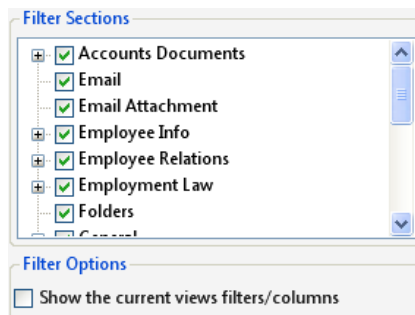 Filter Sections
Accounts Documents
Email
Email Attachment
Employee Info
Employee Relations
Employment Law
Folders
General
Filter Options
Show the current views filters/columns